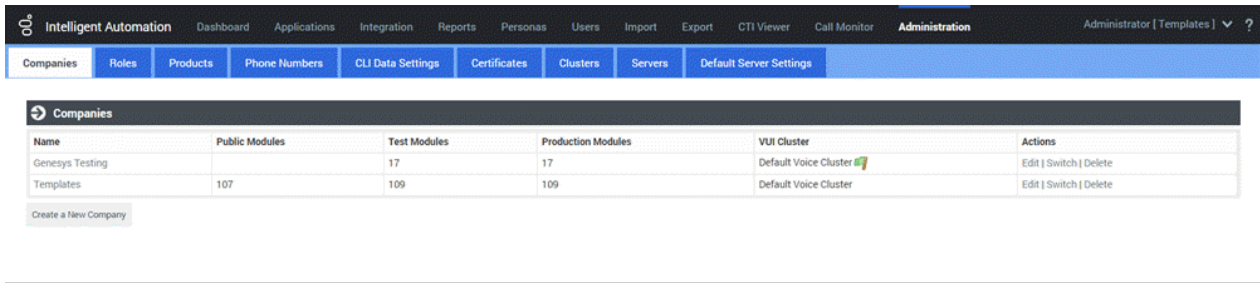 Intelligent Automation Dashboard Applications Integration Reports Personas Users Import Export CTI Viewer Call Monitor Administration Administrator [ Templates ] ?
Companies Roles Products Phone Numbers CLI Data Settings Certificates Clusters Servers Default Server Settings
Companies
Name Public Modules Test Modules Production Modules VUI Cluster Actions
Genesys Testing 17 17 Default Voice Cluster Edit | Switch | Delete
Templates 107 109 109 Default Voice Cluster Edit | Switch | Delete
Create a New Company